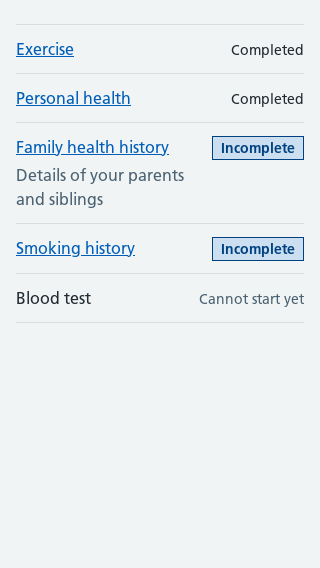 Exercise Completed
Personal health Completed
Family health history Incomplete
Details of your parents
and siblings
Smoking history Incomplete
Blood test Cannot start yet